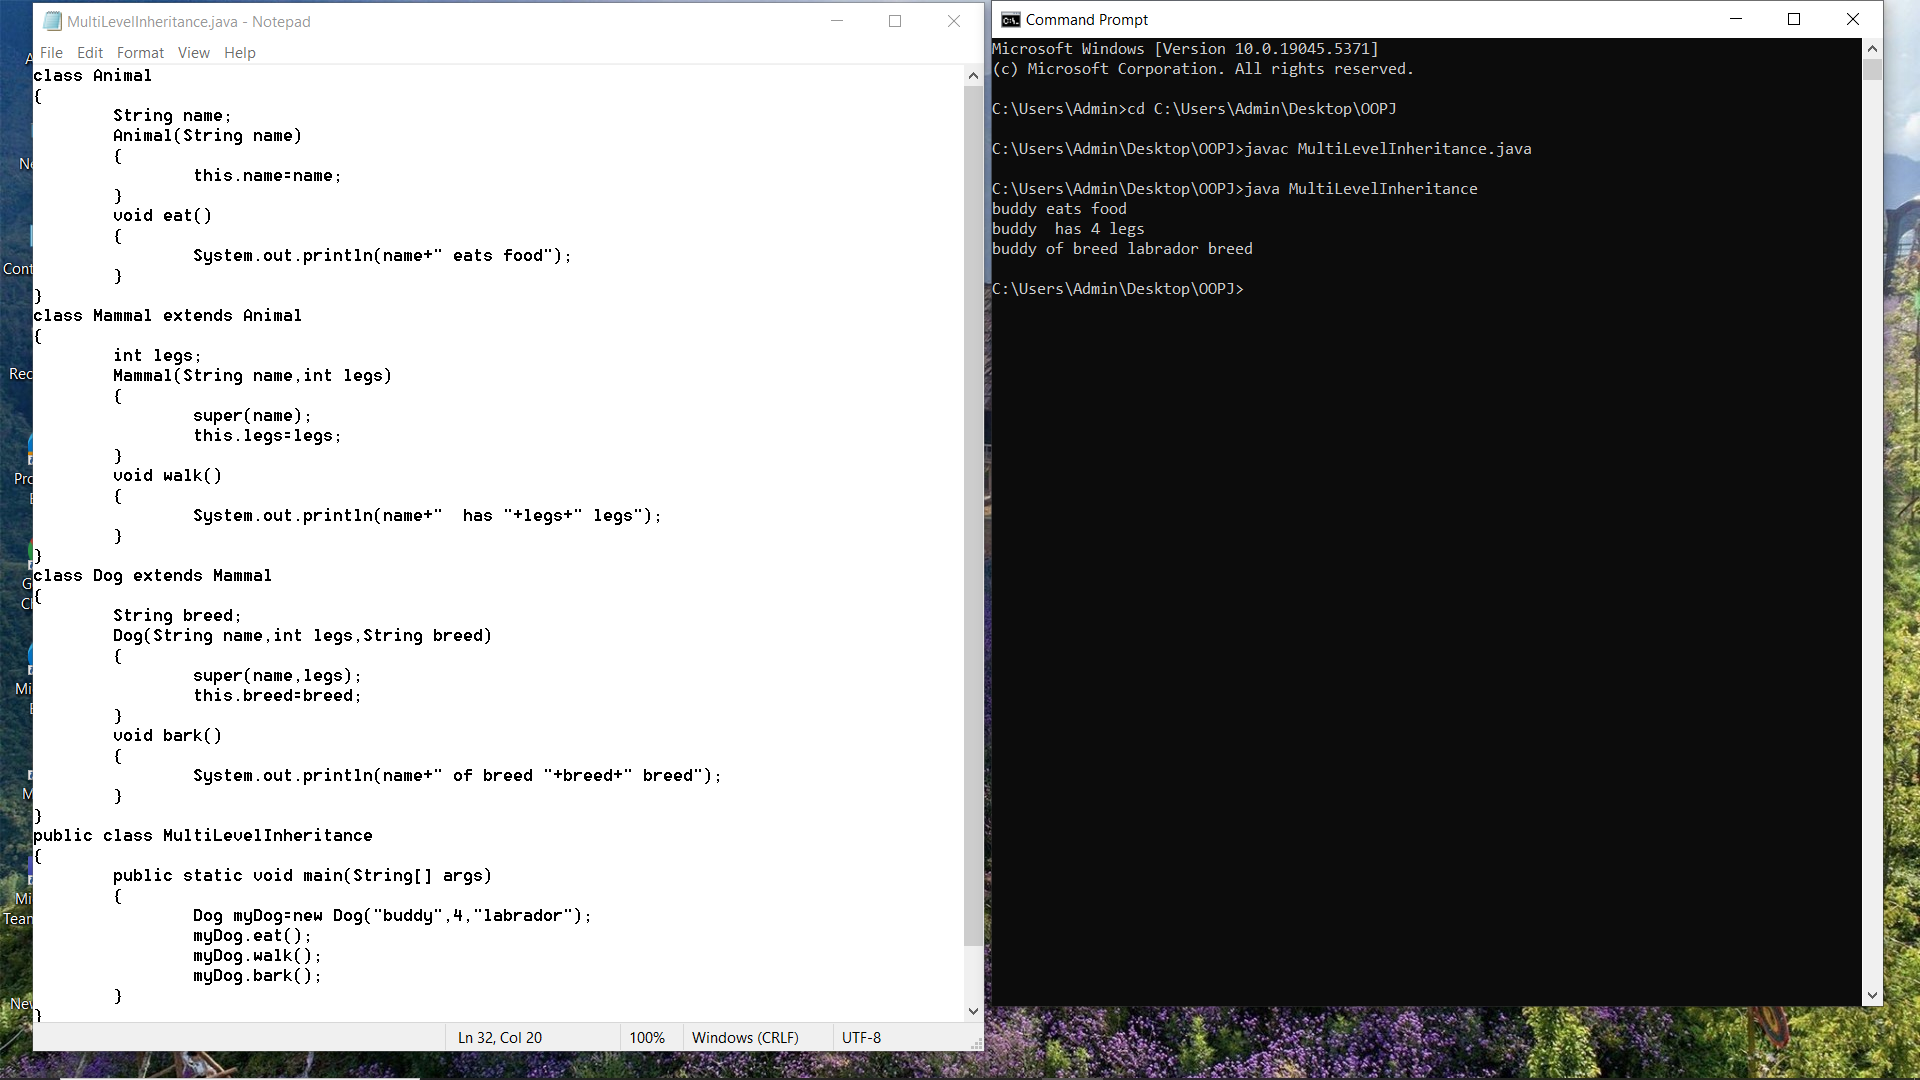 MultiLevelInheritance.java - Notepad
File Edit Format View Help
class Animal
{
        String name;
        Animal(String name)
        {
                this.name=name;
        }
        void eat()
        {
                System.out.println(name+" eats food");
        }
}
class Mammal extends Animal
{
        int legs;
        Mammal(String name,int legs)
        {
                super(name);
                this.legs=legs;
        }
        void walk()
        {
                System.out.println(name+"  has "+legs+" legs");
        }
}
class Dog extends Mammal
{
        String breed;
        Dog(String name,int legs,String breed)
        {
                super(name,legs);
                this.breed=breed;
        }
        void bark()
        {
                System.out.println(name+" of breed "+breed+" breed");
        }
}
public class MultiLevelInheritance
{
        public static void main(String[] args)
        {
                Dog myDog=new Dog("buddy",4,"labrador");
                myDog.eat();
                myDog.walk();
                myDog.bark();
        }
}
Ln 32, Col 20 100% Windows (CRLF) UTF-8
Command Prompt
Microsoft Windows [Version 10.0.19045.5371]
(c) Microsoft Corporation. All rights reserved.
C:\Users\Admin>cd C:\Users\Admin\Desktop\OOPJ
C:\Users\Admin\Desktop\OOPJ>javac MultiLevelInheritance.java
C:\Users\Admin\Desktop\OOPJ>java MultiLevelInheritance
buddy eats food
buddy  has 4 legs
buddy of breed labrador breed
C:\Users\Admin\Desktop\OOPJ>